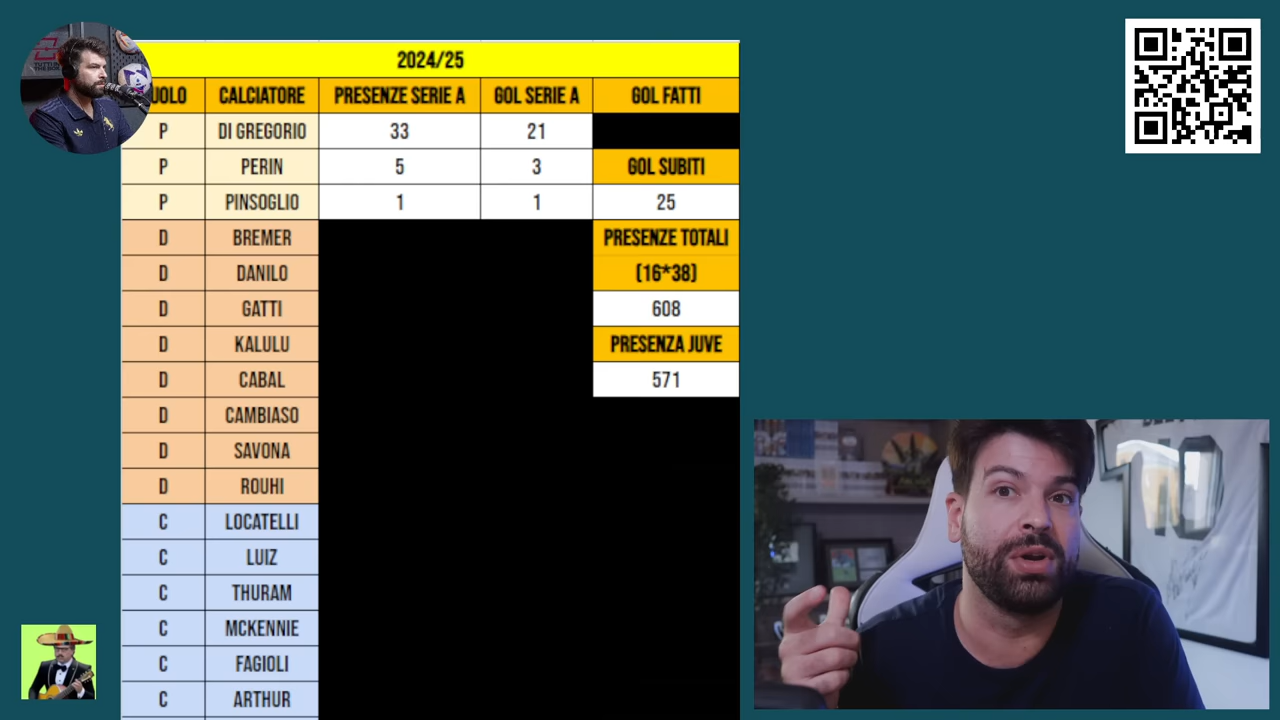 2024/25
UOLO CALCIATORE PRESENZE SERIE A GOL SERIE A GOL FATTI
P DI GREGORIO 33 21
P PERIN 5 3 GOL SUBITI
P PINSOGLIO 1 1 25
D BREMER PRESENZE TOTALI
D DANILO (16*38)
D GATTI 608
D KALULU PRESENZA JUVE
D CABAL 571
D CAMBIASO
D SAVONA
D ROUHI
C LOCATELLI
C LUIZ
C THURAM
C MCKENNIE
C FAGIOLI
C ARTHUR
10